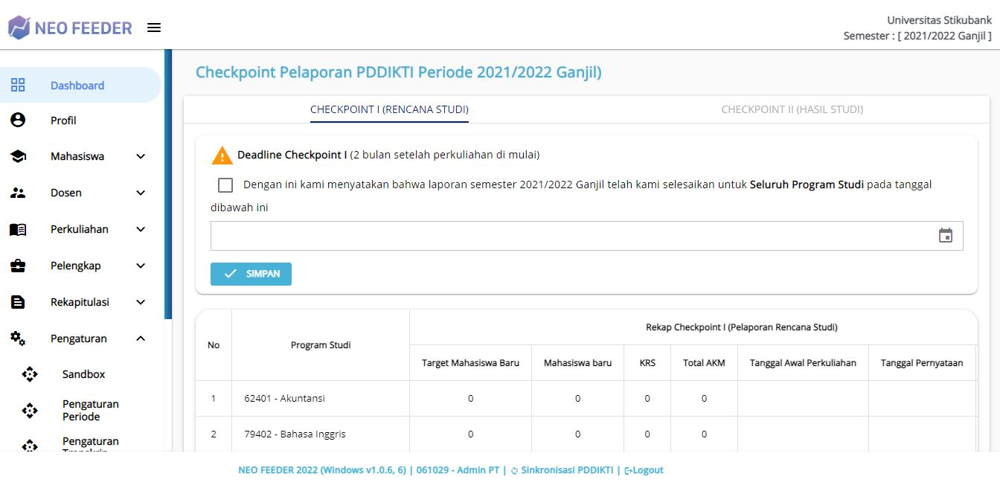 NEO FEEDER
Universitas Stikubank
Semester : [ 2021/2022 Ganjil ]
Dashboard
Profil
Mahasiswa
Dosen
Perkuliahan
Pelengkap
Rekapitulasi
Pengaturan
Sandbox
Pengaturan
Periode
Pengaturan
Transkrip
Checkpoint Pelaporan PDDIKTI Periode 2021/2022 Ganjil)
CHECKPOINT I (RENCANA STUDI)
CHECKPOINT II (HASIL STUDI)
Deadline Checkpoint I (2 bulan setelah perkuliahan di mulai)
Dengan ini kami menyatakan bahwa laporan semester 2021/2022 Ganjil telah kami selesaikan untuk Seluruh Program Studi pada tanggal
dibawah ini
SIMPAN
Rekap Checkpoint I (Pelaporan Rencana Studi)
No Program Studi
Target Mahasiswa Baru Mahasiswa baru KRS Total AKM Tanggal Awal Perkuliahan Tanggal Pernyataan
1 62401 - Akuntansi 0 0 0 0
2 79402 - Bahasa Inggris 0 0 0 0
NEO FEEDER 2022 (Windows v1.0.6, 6) | 061029 - Admin PT | Sinkronisasi PDDIKTI | Logout